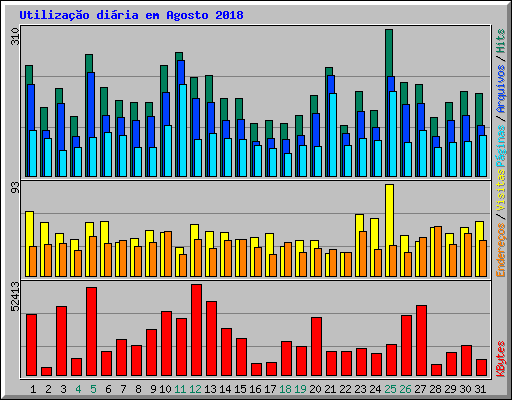 Utilização diária em Agosto 2018
310
93
52413
Endereços / Visitas Páginas / Arquivos / Hits
KBytes
1 2 3 4 5 6 7 8 9 10 11 12 13 14 15 16 17 18 19 20 21 22 23 24 25 26 27 28 29 30 31